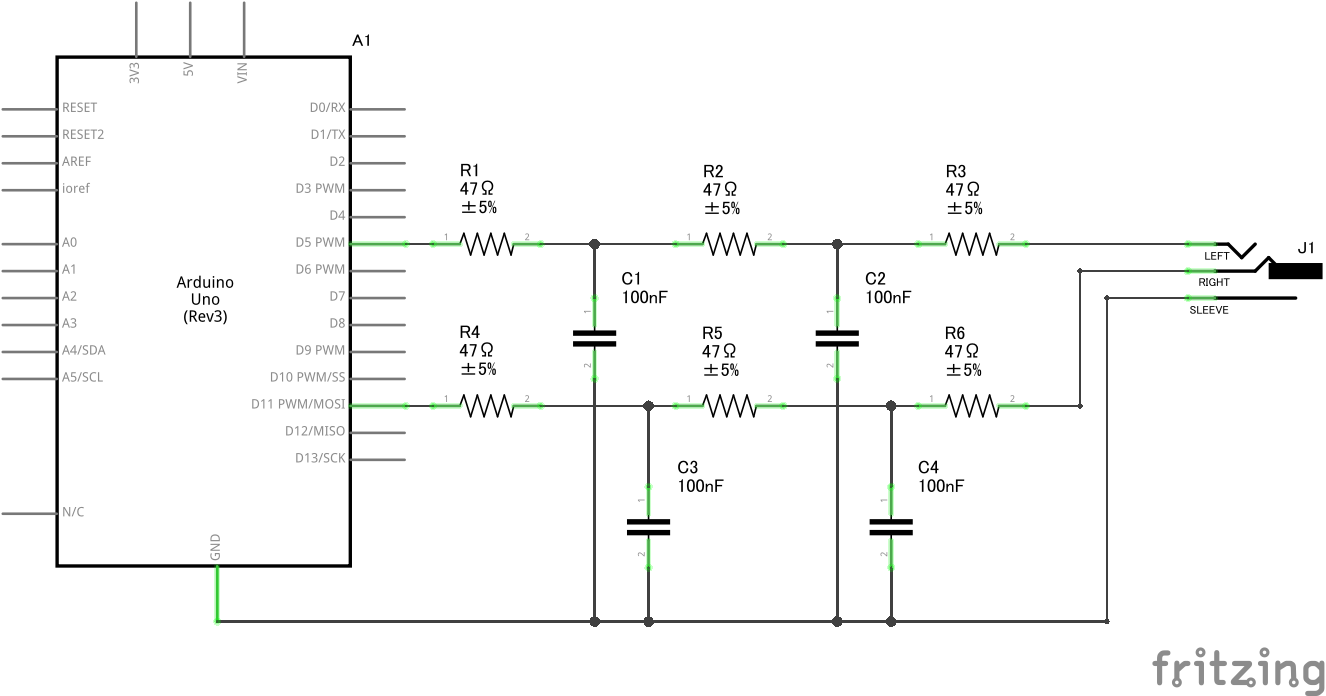 A1
3V3
5V
VIN
RESET
RESET2
AREF
ioref
A0
A1
A2
A3
A4/SDA
A5/SCL
N/C
Arduino
Uno
(Rev3)
D0/RX
D1/TX
D2
D3 PWM
D4
D5 PWM
D6 PWM
D7
D8
D9 PWM
D10 PWM/SS
D11 PWM/MOSI
D12/MISO
D13/SCK
GND
R1
47Ω
±5%
1
2
R2
47Ω
±5%
1
2
R3
47Ω
±5%
1
2
C1
100nF
1
2
C2
100nF
1
2
R4
47Ω
±5%
1
2
R5
47Ω
±5%
1
2
R6
47Ω
±5%
1
2
C3
100nF
1
2
C4
100nF
1
2
J1
LEFT
RIGHT
SLEEVE
fritzing